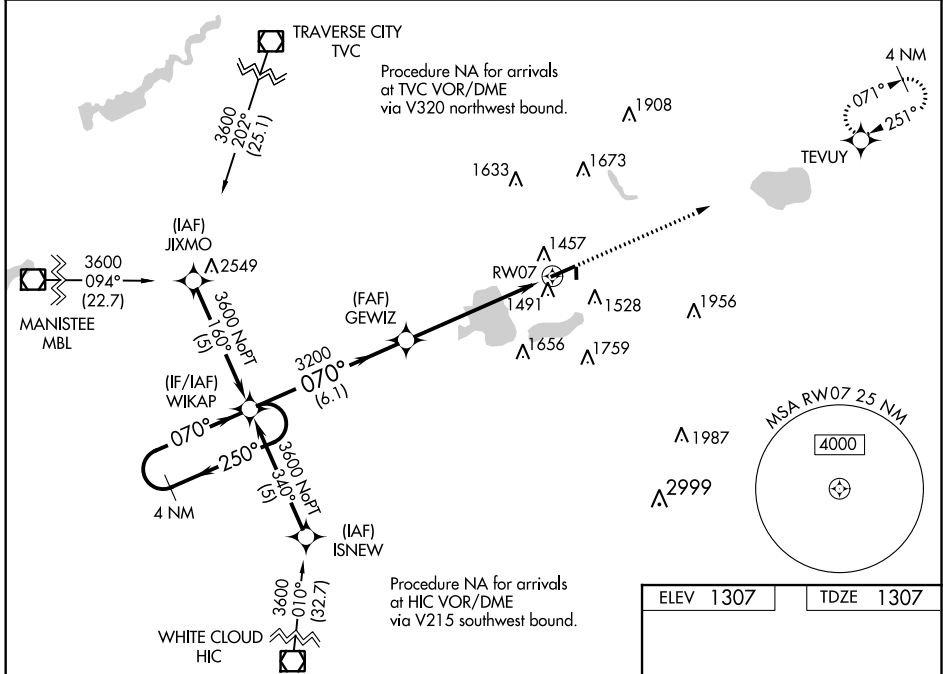 TRAVERSE CITY
TVC
Procedure NA for arrivals
at TVC VOR/DME
via V320 northwest bound.
4 NM
071°
251°
TEVUY
3600
202°
(25.1)
1908
1633
1673
(IAF)
JIXMO
2549
3600
094°
(22.7)
MANISTEE
MBL
1457
RW07
1491
1528
1956
(FAF)
GEWIZ
3600 NoPT
160°
(5)
1656
1759
3200
070°
(6.1)
(IF/IAF)
WIKAP
070°
250°
4 NM
3600 NoPT
340°
(5)
1987
2999
MSA RW07 25 NM
4000
(IAF)
ISNEW
3600
010°
(32.7)
Procedure NA for arrivals
at HIC VOR/DME
via V215 southwest bound.
WHITE CLOUD
HIC
ELEV 1307
TDZE 1307